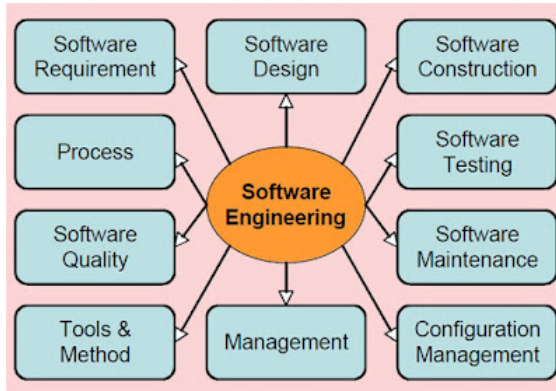 Software
Requirement
Software
Design
Software
Construction
Process
Software
Testing
Software
Engineering
Software
Quality
Software
Maintenance
Tools &
Method
Management
Configuration
Management